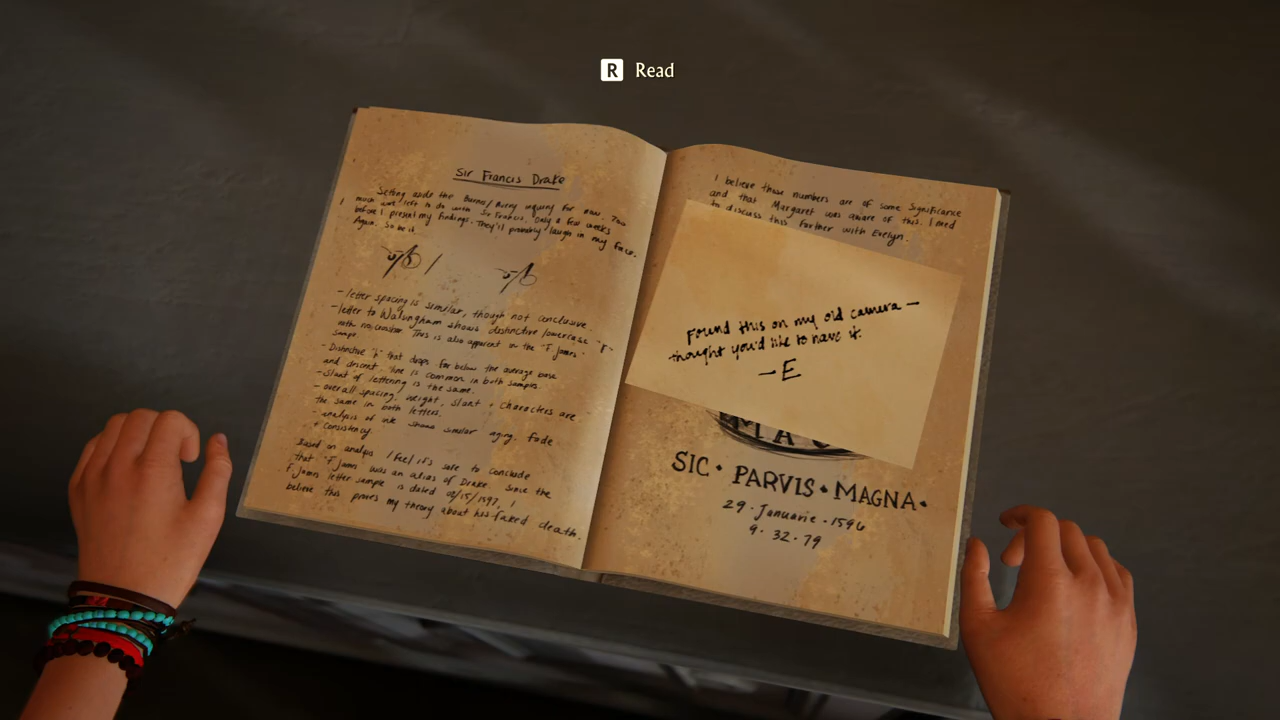 R Read
Sir Francis Drake
Setting aside the Burnes/Avery inquiry for now. Too
much work left to do with Sir Francis. Only a few weeks
before I present my findings. They'll probably laugh in my face.
Again. So be it.
- letter spacing is similar, though not conclusive.
- letter to Walsingham shows distinctive lowercase "r"
with no This is also apparent in the "F. James"
sample.
- Distinctive "p" that drops far below the average base
and descent line is common in both samples.
- Slant of lettering is the same.
- overall spacing, weight, slant + characters are
the same in both letters.
- analysis of ink shows similar aging, fade
+ consistency.
Based on analysis I feel it's safe to conclude
that "F. James" was an alias of Drake. Since the
F. James letter sample is dated 02/15/1597, I
believe this proves my theory about his faked death.
I believe these numbers are of some significance
and that Margaret was aware of this. I need
to discuss this further with Evelyn.
Found this on my old camera —
thought you'd like to have it.
— E
MAG
SIC • PARVIS • MAGNA •
29 • Januarie • 1596
9 • 32 • 79